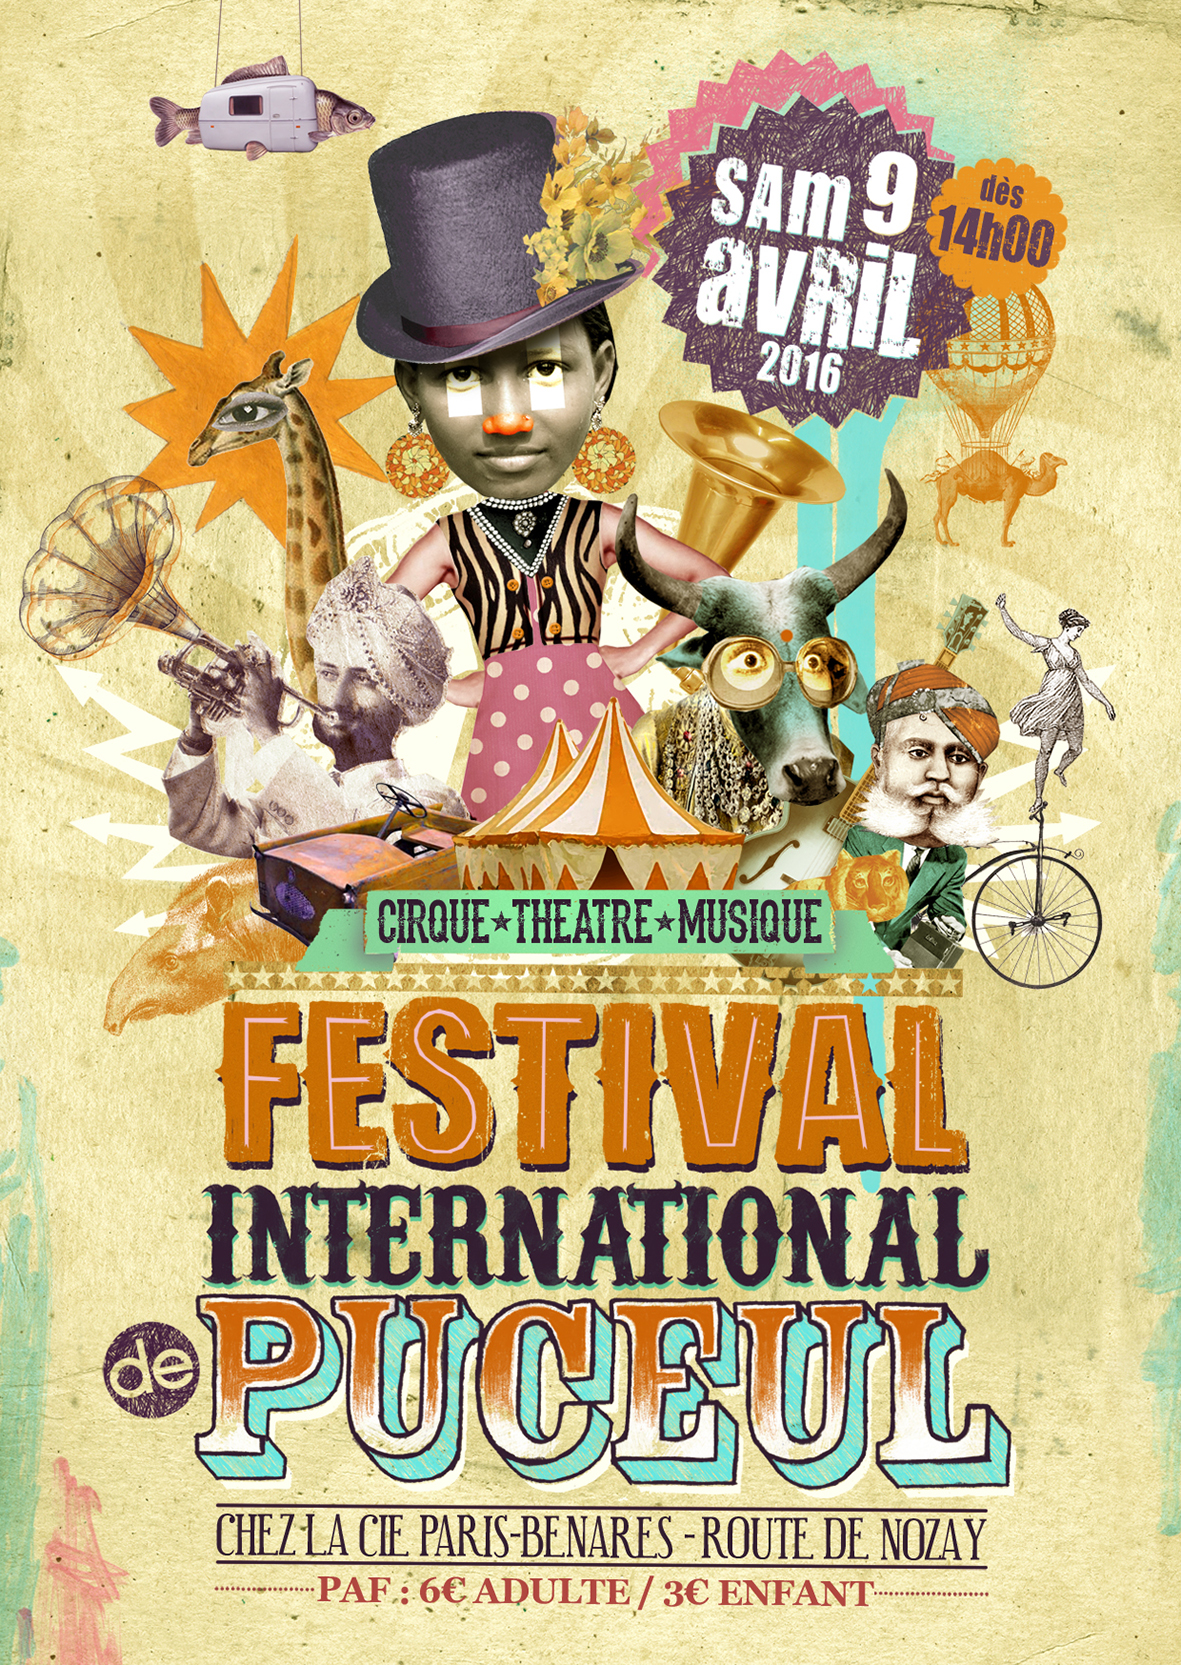 SAM 9
avRiL
2016
dès
14h00
CIRQUE★THEATRE★MUSIQUE
FESTIVAL
INTERNATIONAL
de PUCEUL
CHEZ LA CIE PARIS-BENARES - ROUTE DE NOZAY
PAF : 6€ ADULTE / 3€ ENFANT